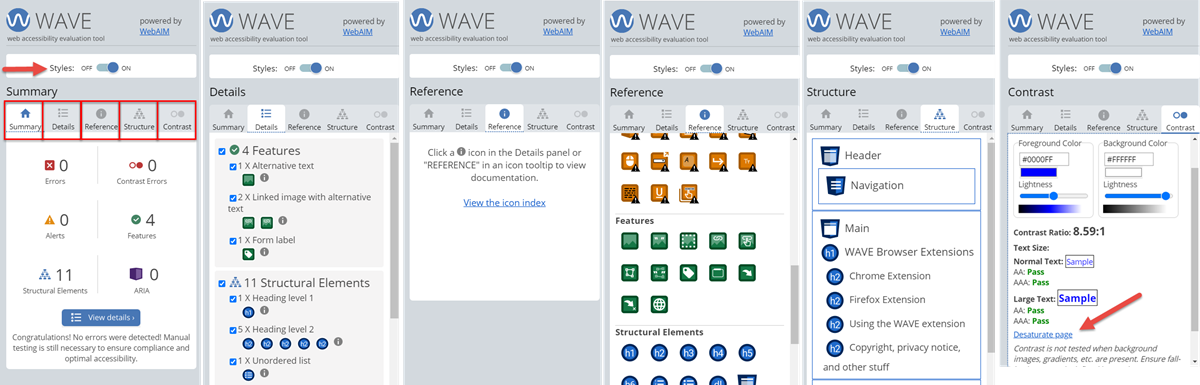 WAVE
web accessibility evaluation tool
powered by
WebAIM
Styles: OFF ON
Summary
Summary Details Reference Structure Contrast
0
Errors
0
Contrast Errors
0
Alerts
4
Features
11
Structural Elements
0
ARIA
View details ›
Congratulations! No errors were detected! Manual
testing is still necessary to ensure compliance and
optimal accessibility.
WAVE
web accessibility evaluation tool
powered by
WebAIM
Styles: OFF ON
Details
Summary Details Reference Structure Contrast
4 Features
1 X Alternative text
2 X Linked image with alternative
text
1 X Form label
11 Structural Elements
1 X Heading level 1
h1
5 X Heading level 2
h2 h2 h2 h2 h2
1 X Unordered list
WAVE
web accessibility evaluation tool
powered by
WebAIM
Styles: OFF ON
Reference
Summary Details Reference Structure Contrast
Click a i icon in the Details panel or
"REFERENCE" in an icon tooltip to view
documentation.
View the icon index
WAVE
web accessibility evaluation tool
powered by
WebAIM
Styles: OFF ON
Reference
Summary Details Reference Structure Contrast
Features
Structural Elements
h1 h2 h3 h4 h5
h6
WAVE
web accessibility evaluation tool
powered by
WebAIM
Styles: OFF ON
Structure
Summary Details Reference Structure Contrast
Header
Navigation
Main
h1 WAVE Browser Extensions
h2 Chrome Extension
h2 Firefox Extension
h2 Using the WAVE extension
h2 Copyright, privacy notice,
and other stuff
WAVE
web accessibility evaluation tool
powered by
WebAIM
Styles: OFF ON
Contrast
Summary Details Reference Structure Contrast
Foreground Color
#0000FF
Lightness
Background Color
#FFFFFF
Lightness
Contrast Ratio: 8.59:1
Text Size:
Normal Text: Sample
AA: Pass
AAA: Pass
Large Text: Sample
AA: Pass
AAA: Pass
Desaturate page
Contrast is not tested when background
images, gradients, etc. are present. Ensure fall-